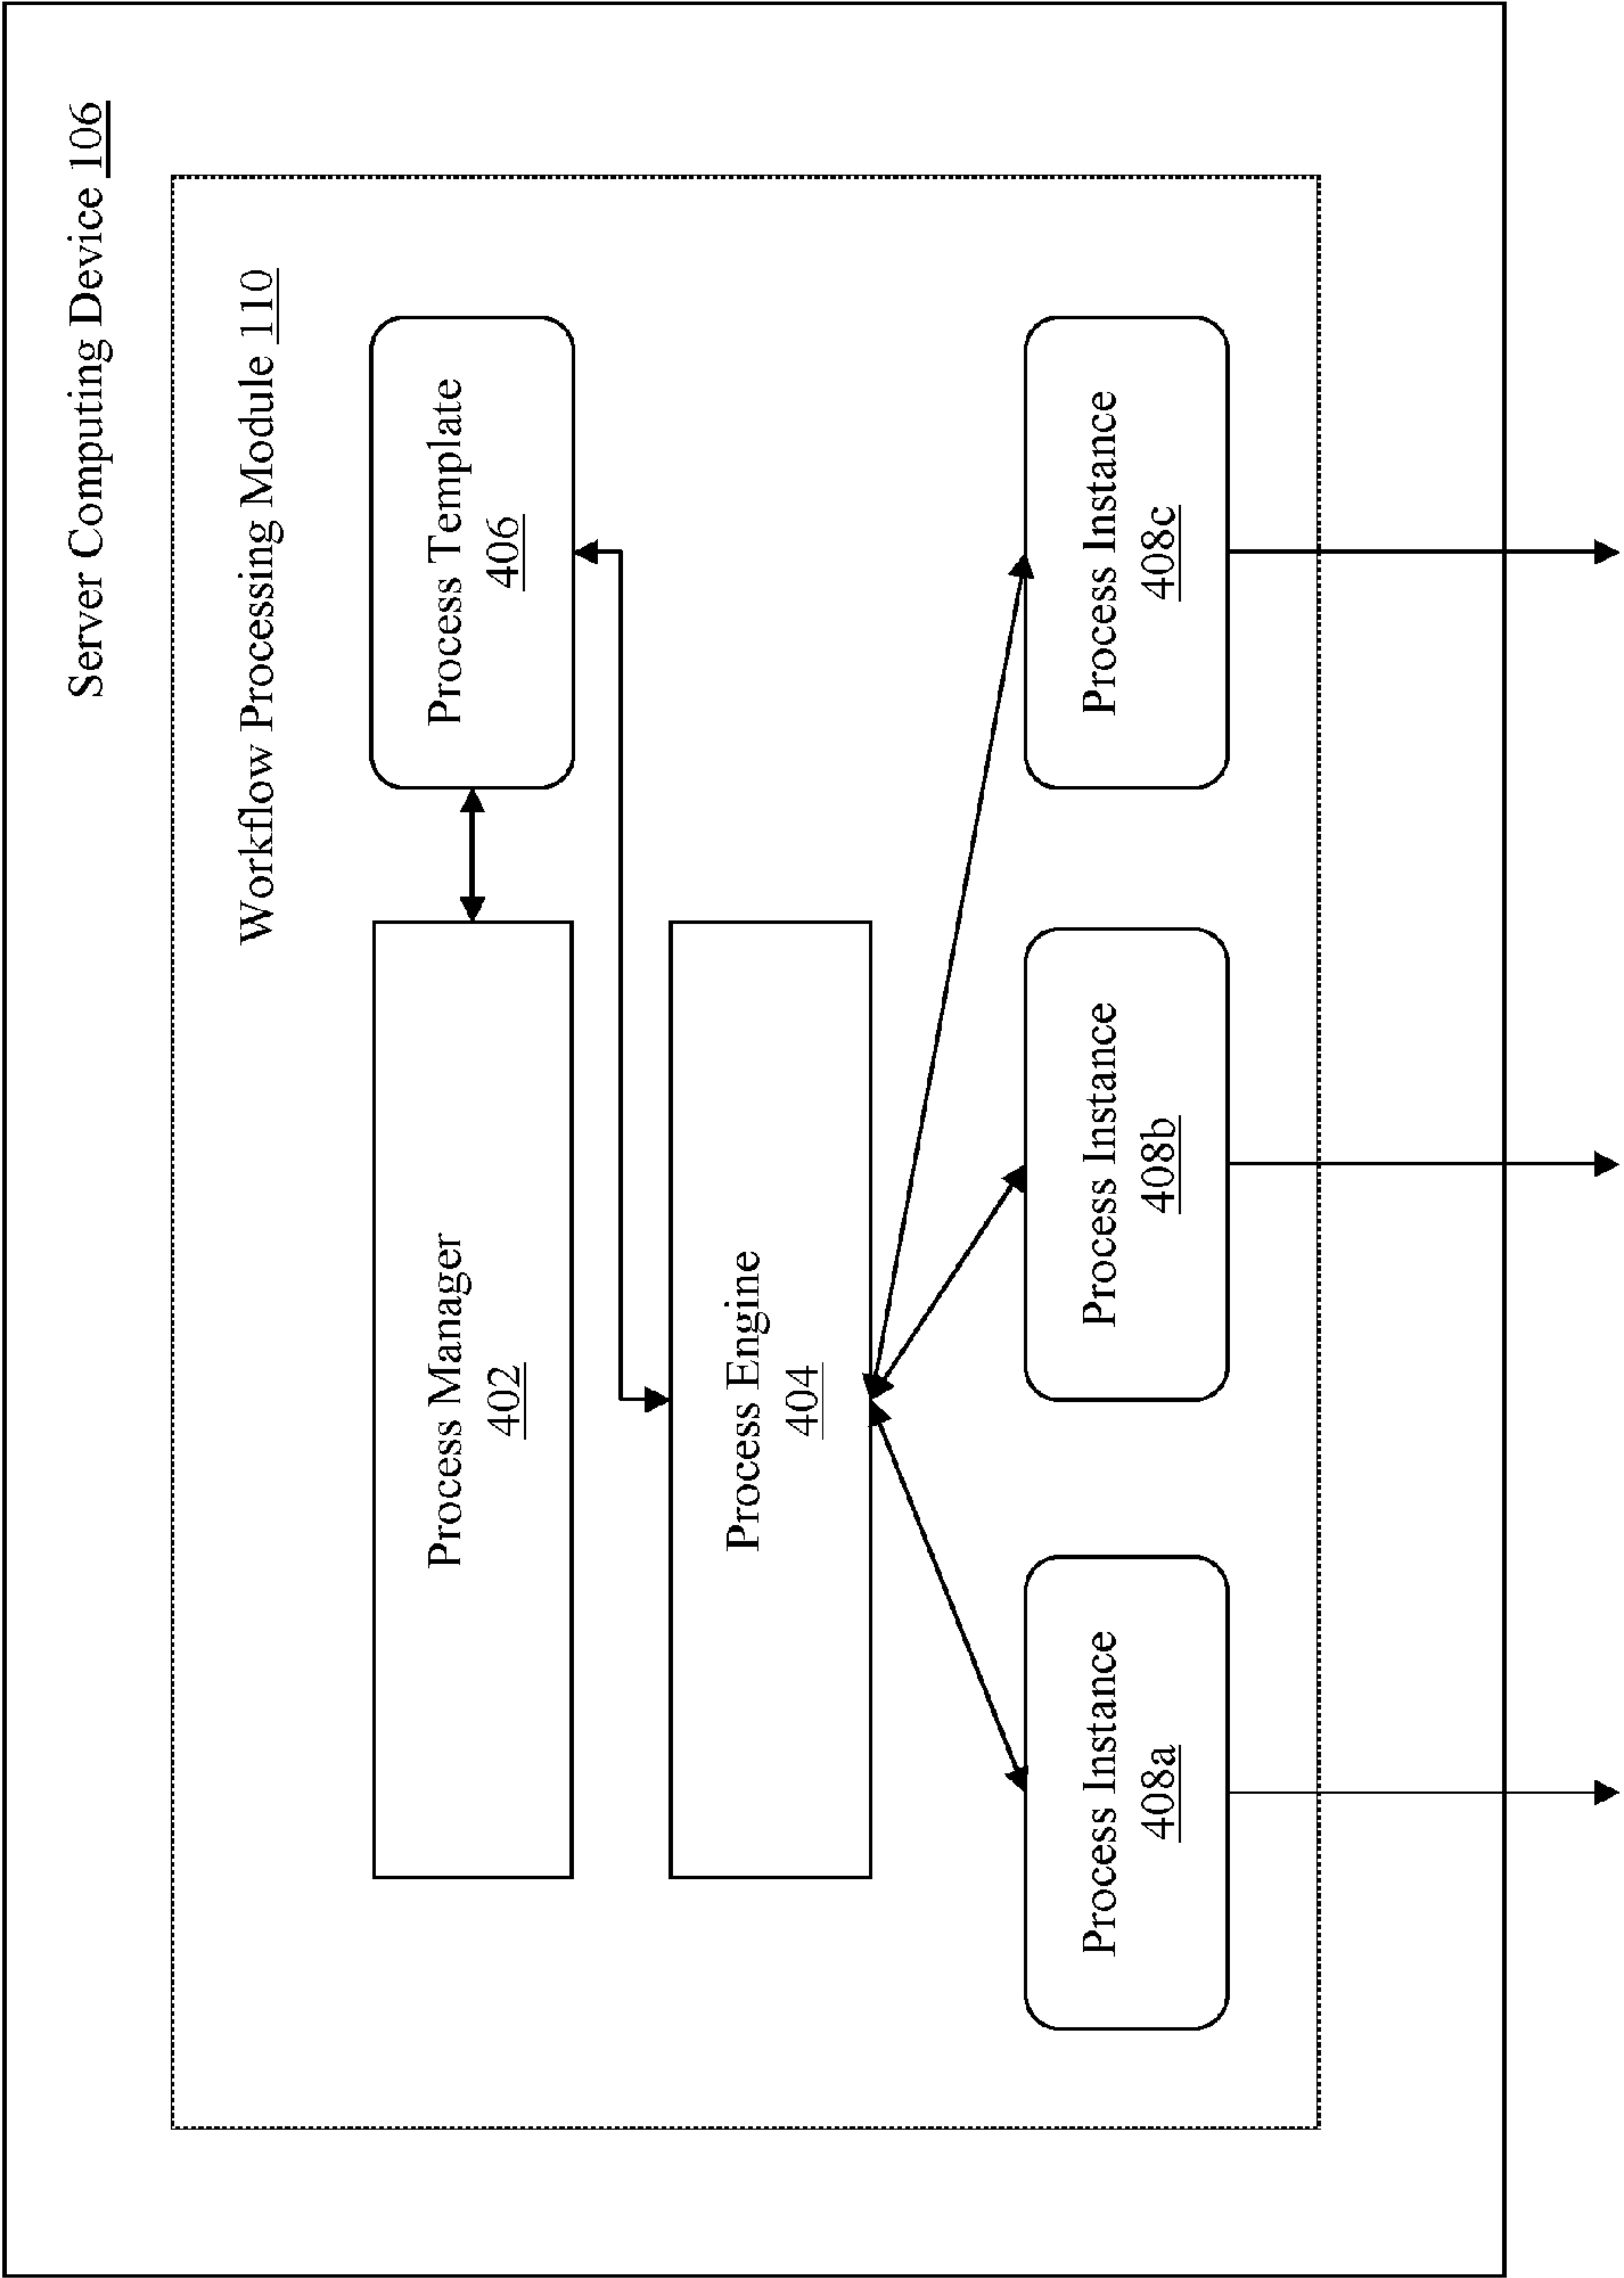 Server Computing Device 106
Workflow Processing Module 110
Process Manager
402
Process Template
406
Process Engine
404
Process Instance
408a
Process Instance
408b
Process Instance
408c